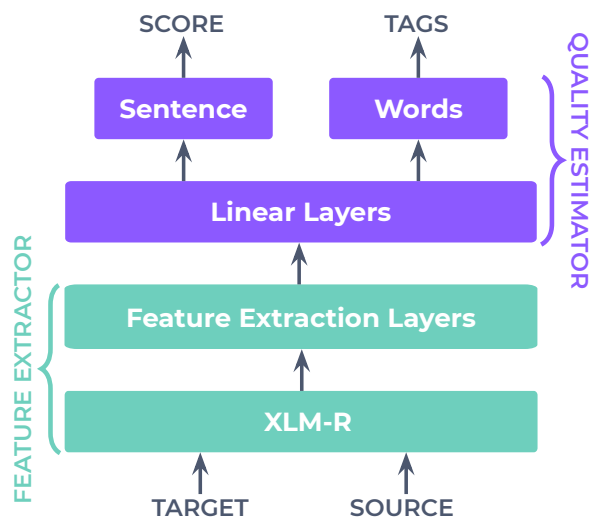 SCORE
TAGS
Sentence
Words
QUALITY ESTIMATOR
Linear Layers
Feature Extraction Layers
FEATURE EXTRACTOR
XLM-R
TARGET
SOURCE